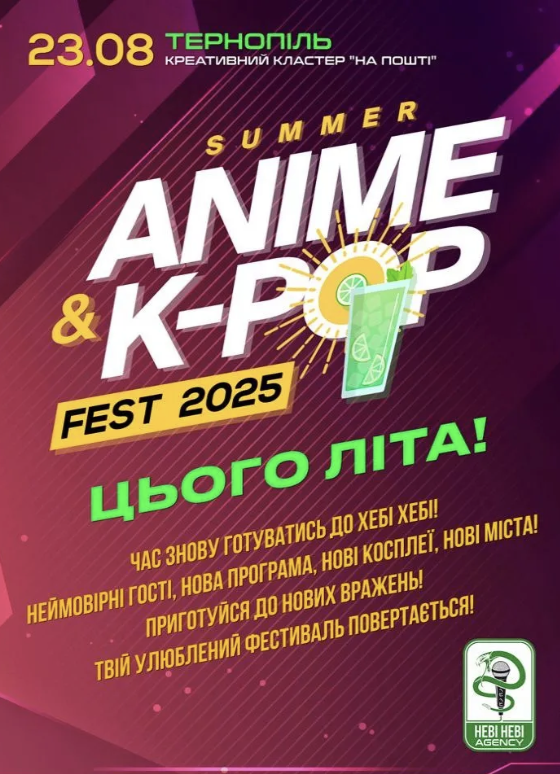 23.08 ТЕРНОПІЛЬ
КРЕАТИВНИЙ КЛАСТЕР "НА ПОШТІ"
SUMMER
ANIME
& K-POP
FEST 2025
ЦЬОГО ЛІТА!
ЧАС ЗНОВУ ГОТУВАТИСЬ ДО ХЕБІ ХЕБІ!
НЕЙМОВІРНІ ГОСТІ, НОВА ПРОГРАМА, НОВІ КОСПЛЕЇ, НОВІ МІСТА!
ПРИГОТУЙСЯ ДО НОВИХ ВРАЖЕНЬ!
ТВІЙ УЛЮБЛЕНИЙ ФЕСТИВАЛЬ ПОВЕРТАЄТЬСЯ!
HEBI HEBI
AGENCY